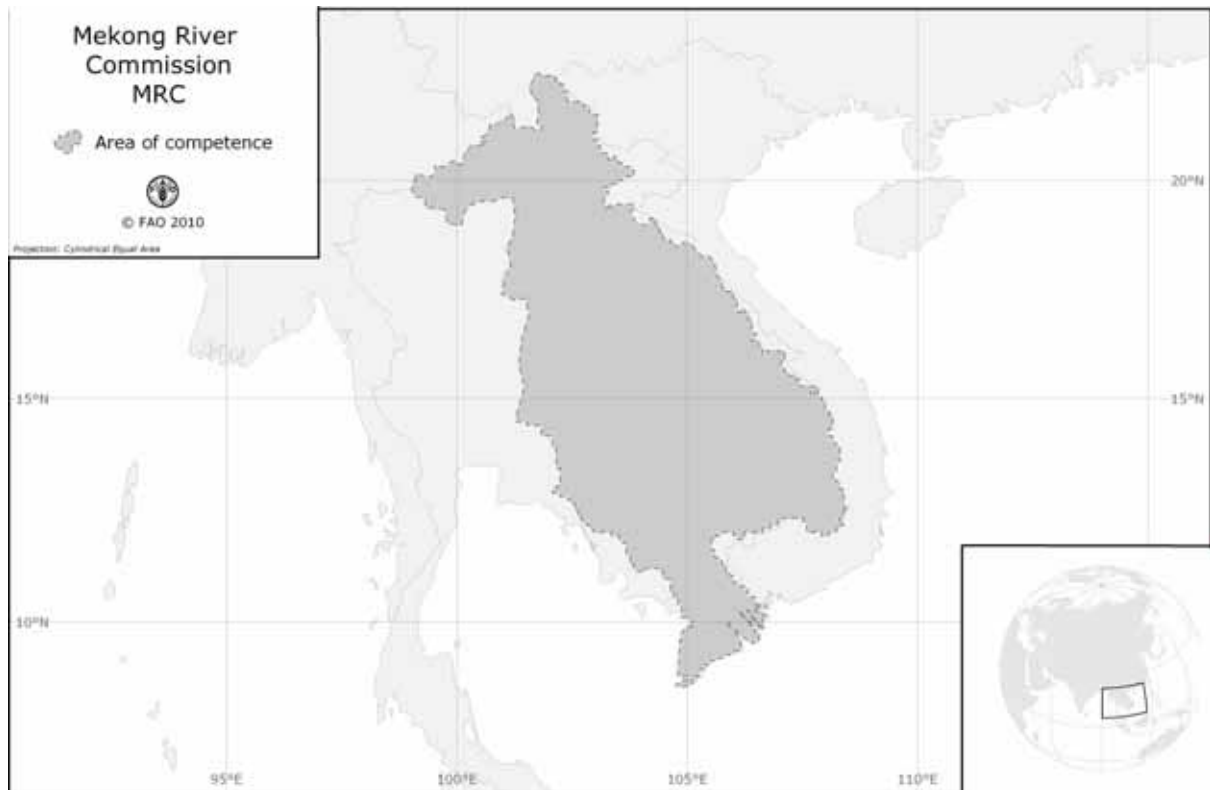 Mekong River
Commission
MRC
Area of competence
© FAO 2010
Projection: Cylindrical Equal Area
20°N
20°N
15°N
15°N
10°N
95°E
100°E
105°E
110°E